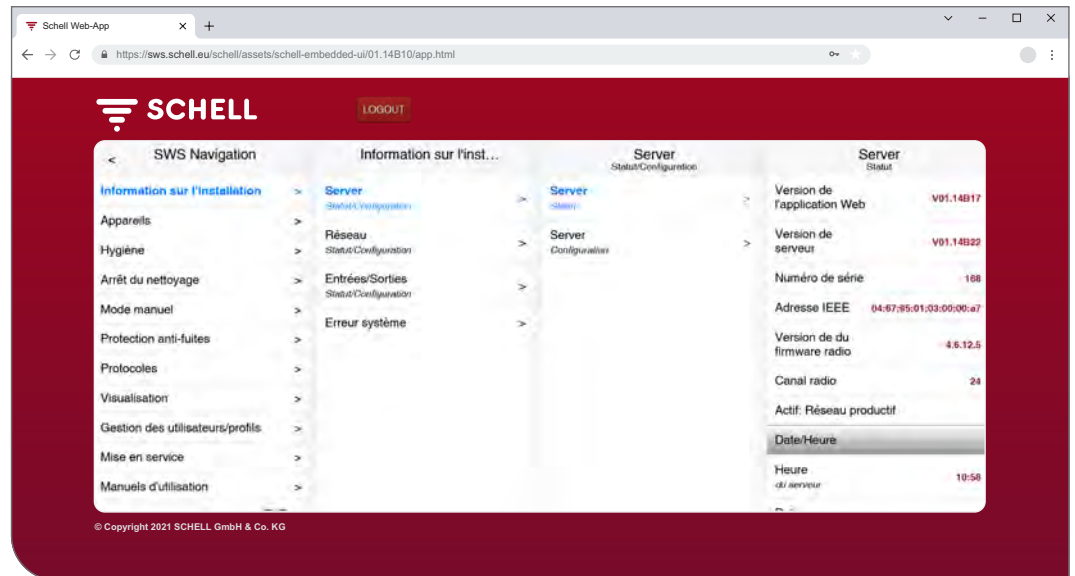 Schell Web-App
https://sws.schell.eu/schell/assets/schell-embedded-ui/01.14B10/app.html
SCHELL
LOGOUT
< SWS Navigation
Information sur l'Installation >
Appareils >
Hygiène >
Arrêt du nettoyage >
Mode manuel >
Protection anti-fuites >
Protocoles >
Visualisation >
Gestion des utilisateurs/profils >
Mise en service >
Manuels d'utilisation >
Information sur l'inst...
Server >
Statut/Configuration
Réseau >
Statut/Configuration
Entrées/Sorties >
Statut/Configuration
Erreur système >
Server
Statut/Configuration
Server >
Statut
Server >
Configuration
Server
Statut
Version de
l'application Web V01.14B17
Version de
serveur V01.14B22
Numéro de série 168
Adresse IEEE 04:67:85:01:03:00:00:a7
Version de du
firmware radio 4.6.12.5
Canal radio 24
Actif: Réseau productif
Date/Heure
Heure 10:58
du serveur
© Copyright 2021 SCHELL GmbH & Co. KG